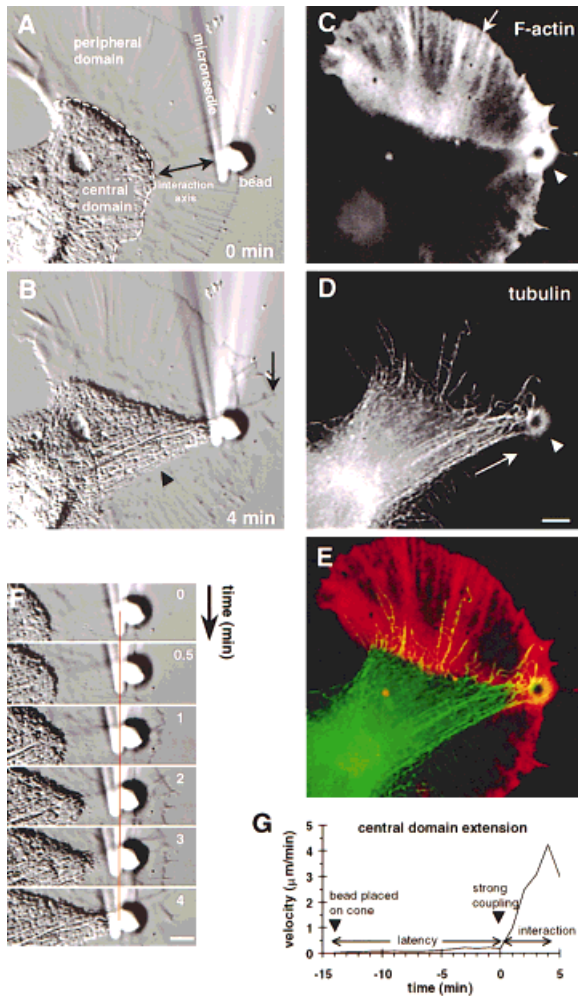 A
peripheral
domain
microneedle
central
domain
interaction
axis
bead
0 min
B
4 min
C
F-actin
D
tubulin
E
0
0.5
1
2
3
4
time (min)
G
central domain extension
5
4
3
2
1
0
velocity (µm/min)
bead placed
on cone
strong
coupling
latency
interaction
-15
-10
-5
0
5
time (min)